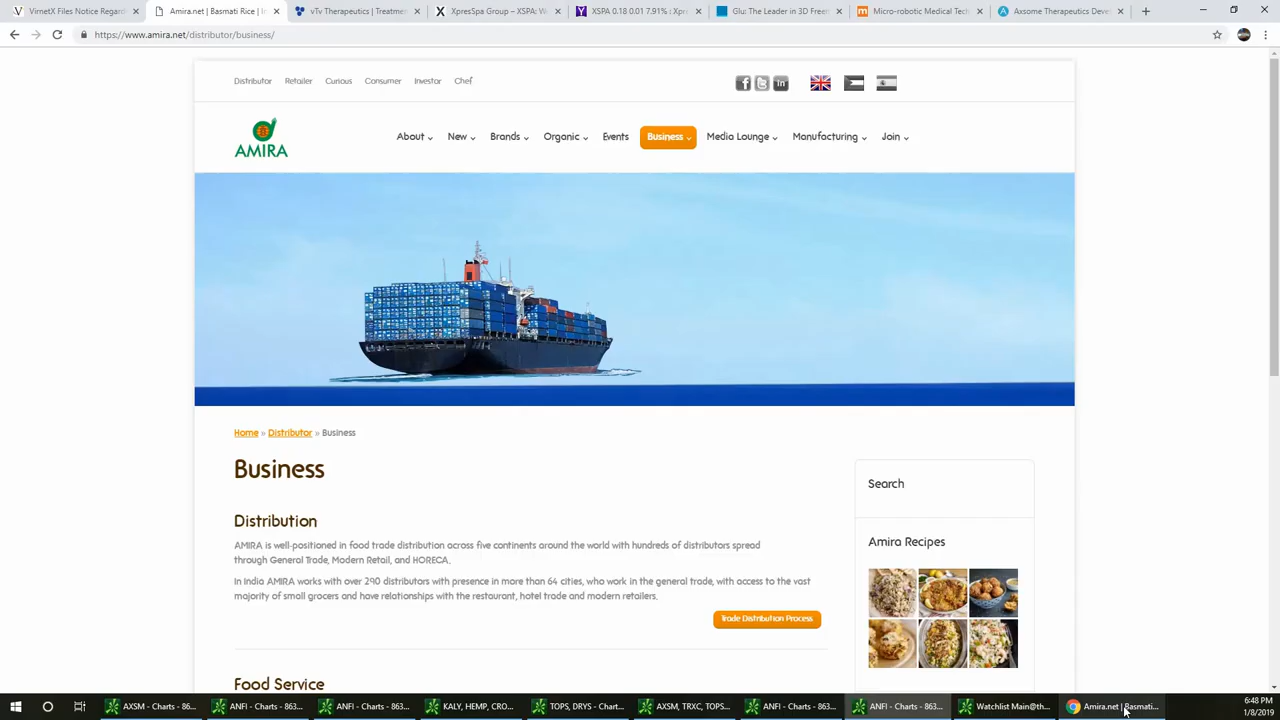 VimetX Files Notice Regard
Amira.net | Basmati Rice |
vTv Therapeutics | Treatme
XpresSpa Group – XSPA: W
XSPA 0.18 0.01 7.91% | Xpre
Glu: The Leader in 3D Freem
Micro-robotic Medical Tech
Axsome Therapeutics Deve
https://www.amira.net/distributor/business/
Distributor Retailer Curious Consumer Investor Chef
AMIRA
About New Brands Organic Events Business Media Lounge Manufacturing Join
Home » Distributor » Business
Business
Search
Distribution
AMIRA is well-positioned in food trade distribution across five continents around the world with hundreds of distributors spread
through General Trade, Modern Retail, and HORECA.
Amira Recipes
In India AMIRA works with over 290 distributors with presence in more than 64 cities, who work in the general trade, with access to the vast
majority of small grocers and have relationships with the restaurant, hotel trade and modern retailers.
Trade Distribution Process
Food Service
AXSM - Charts - 86...
ANFI - Charts - 863...
ANFI - Charts - 863...
KALY, HEMP, CRO...
TOPS, DRYS - Chart...
AXSM, TRXC, TOPS...
ANFI - Charts - 863...
ANFI - Charts - 863...
Watchlist Main@th...
Amira.net | Basmati...
6:48 PM
1/8/2019